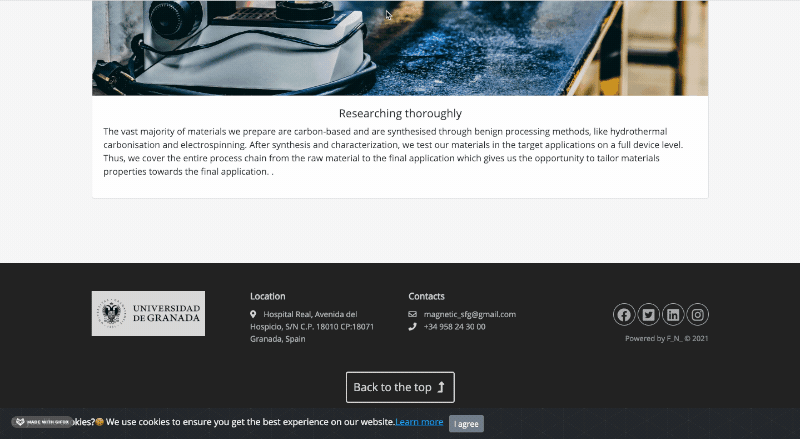 Researching thoroughly
The vast majority of materials we prepare are carbon-based and are synthesised through benign processing methods, like hydrothermal
carbonisation and electrospinning. After synthesis and characterization, we test our materials in the target applications on a full device level.
Thus, we cover the entire process chain from the raw material to the final application which gives us the opportunity to tailor materials
properties towards the final application. .
UNIVERSIDAD
DE GRANADA
Location
Hospital Real, Avenida del
Hospicio, S/N C.P. 18010 CP:18071
Granada, Spain
Contacts
magnetic_sfg@gmail.com
+34 958 24 30 00
Powered by F_N_ © 2021
Back to the top
MADE WITH GIFOX
kies? We use cookies to ensure you get the best experience on our website.Learn more
I agree